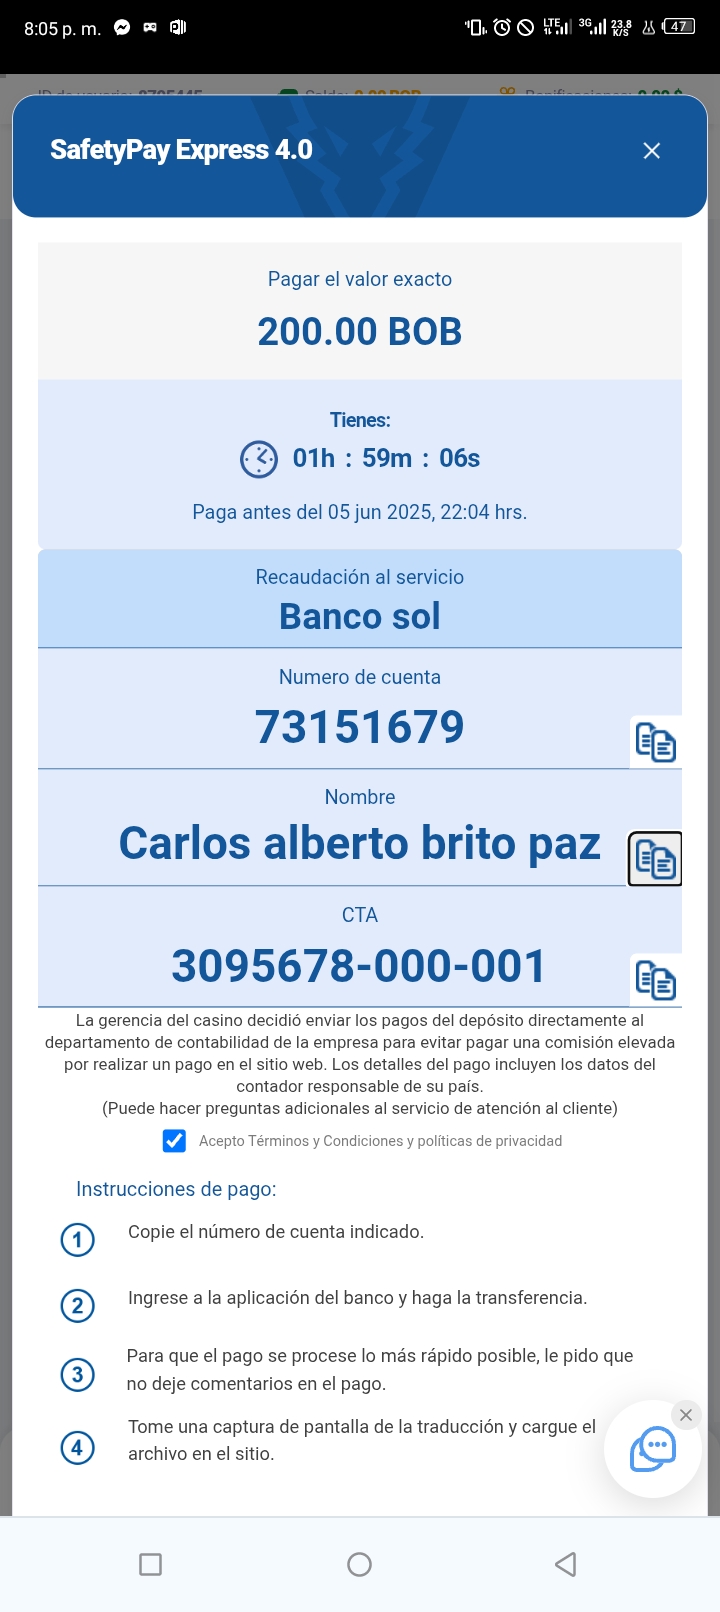 8:05 p. m.
LTE 3G 23.8 K/S 47
SafetyPay Express 4.0
Pagar el valor exacto
200.00 BOB
Tienes:
01h : 59m : 06s
Paga antes del 05 jun 2025, 22:04 hrs.
Recaudación al servicio
Banco sol
Numero de cuenta
73151679
Nombre
Carlos alberto brito paz
CTA
3095678-000-001
La gerencia del casino decidió enviar los pagos del depósito directamente al
departamento de contabilidad de la empresa para evitar pagar una comisión elevada
por realizar un pago en el sitio web. Los detalles del pago incluyen los datos del
contador responsable de su país.
(Puede hacer preguntas adicionales al servicio de atención al cliente)
Acepto Términos y Condiciones y políticas de privacidad
Instrucciones de pago:
1 Copie el número de cuenta indicado.
2 Ingrese a la aplicación del banco y haga la transferencia.
3 Para que el pago se procese lo más rápido posible, le pido que
no deje comentarios en el pago.
4 Tome una captura de pantalla de la traducción y cargue el
archivo en el sitio.